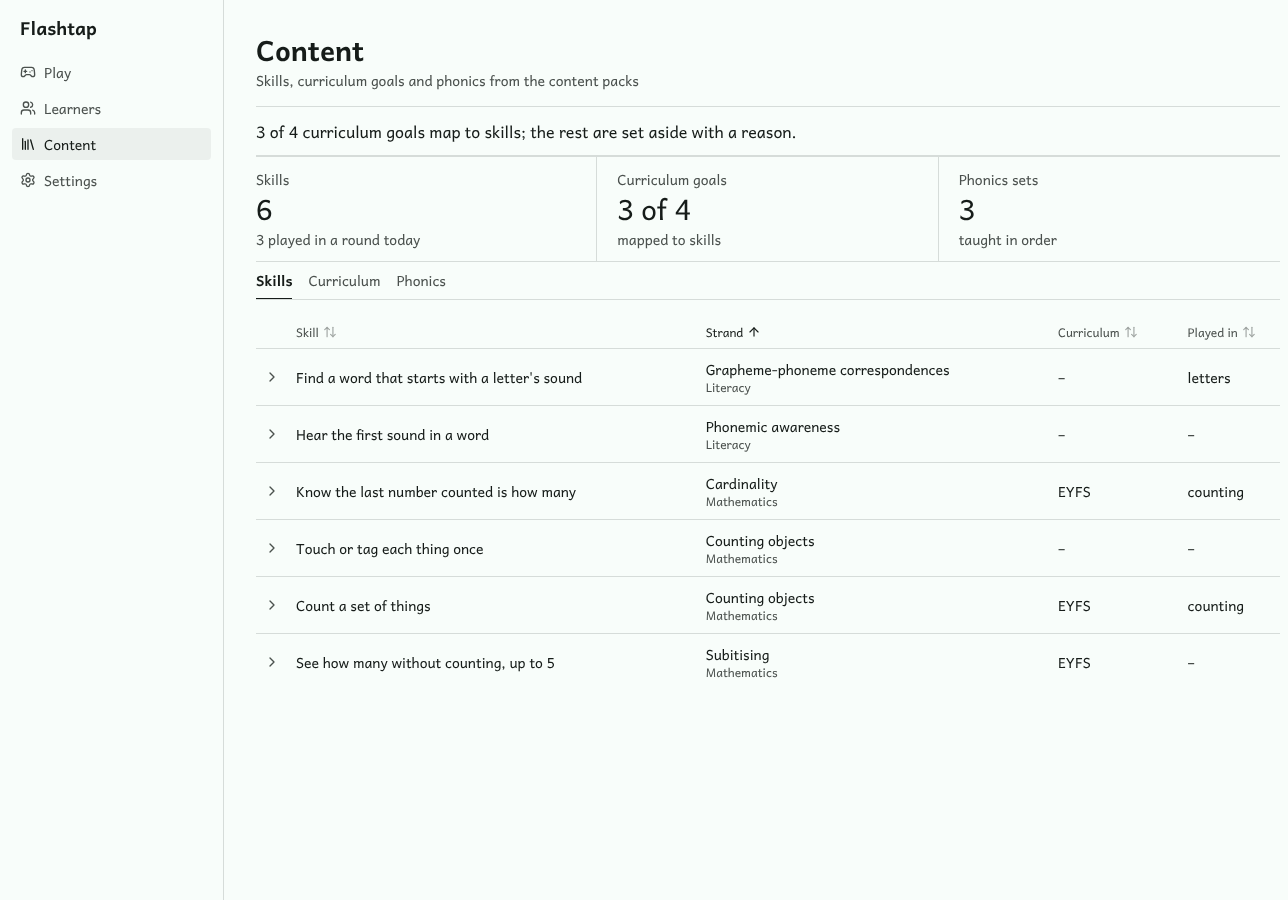 Flashtap
Play
Learners
Content
Settings
Content
Skills, curriculum goals and phonics from the content packs
3 of 4 curriculum goals map to skills; the rest are set aside with a reason.
Skills
6
3 played in a round today
Curriculum goals
3 of 4
mapped to skills
Phonics sets
3
taught in order
Skills Curriculum Phonics
Skill Strand Curriculum Played in
Find a word that starts with a letter's sound
Grapheme-phoneme correspondences
Literacy
–
letters
Hear the first sound in a word
Phonemic awareness
Literacy
–
–
Know the last number counted is how many
Cardinality
Mathematics
EYFS
counting
Touch or tag each thing once
Counting objects
Mathematics
–
–
Count a set of things
Counting objects
Mathematics
EYFS
counting
See how many without counting, up to 5
Subitising
Mathematics
EYFS
–